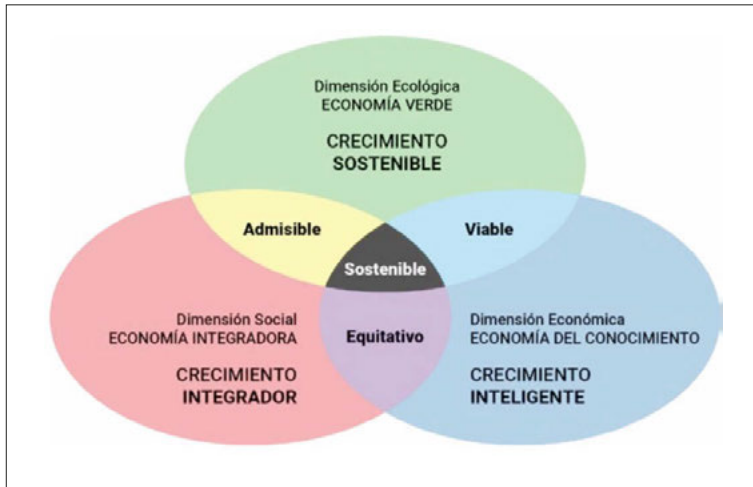 Dimensión Ecológica
ECONOMÍA VERDE
CRECIMIENTO
SOSTENIBLE
Admisible
Viable
Sostenible
Dimensión Social
ECONOMÍA INTEGRADORA
CRECIMIENTO
INTEGRADOR
Equitativo
Dimensión Económica
ECONOMÍA DEL CONOCIMIENTO
CRECIMIENTO
INTELIGENTE